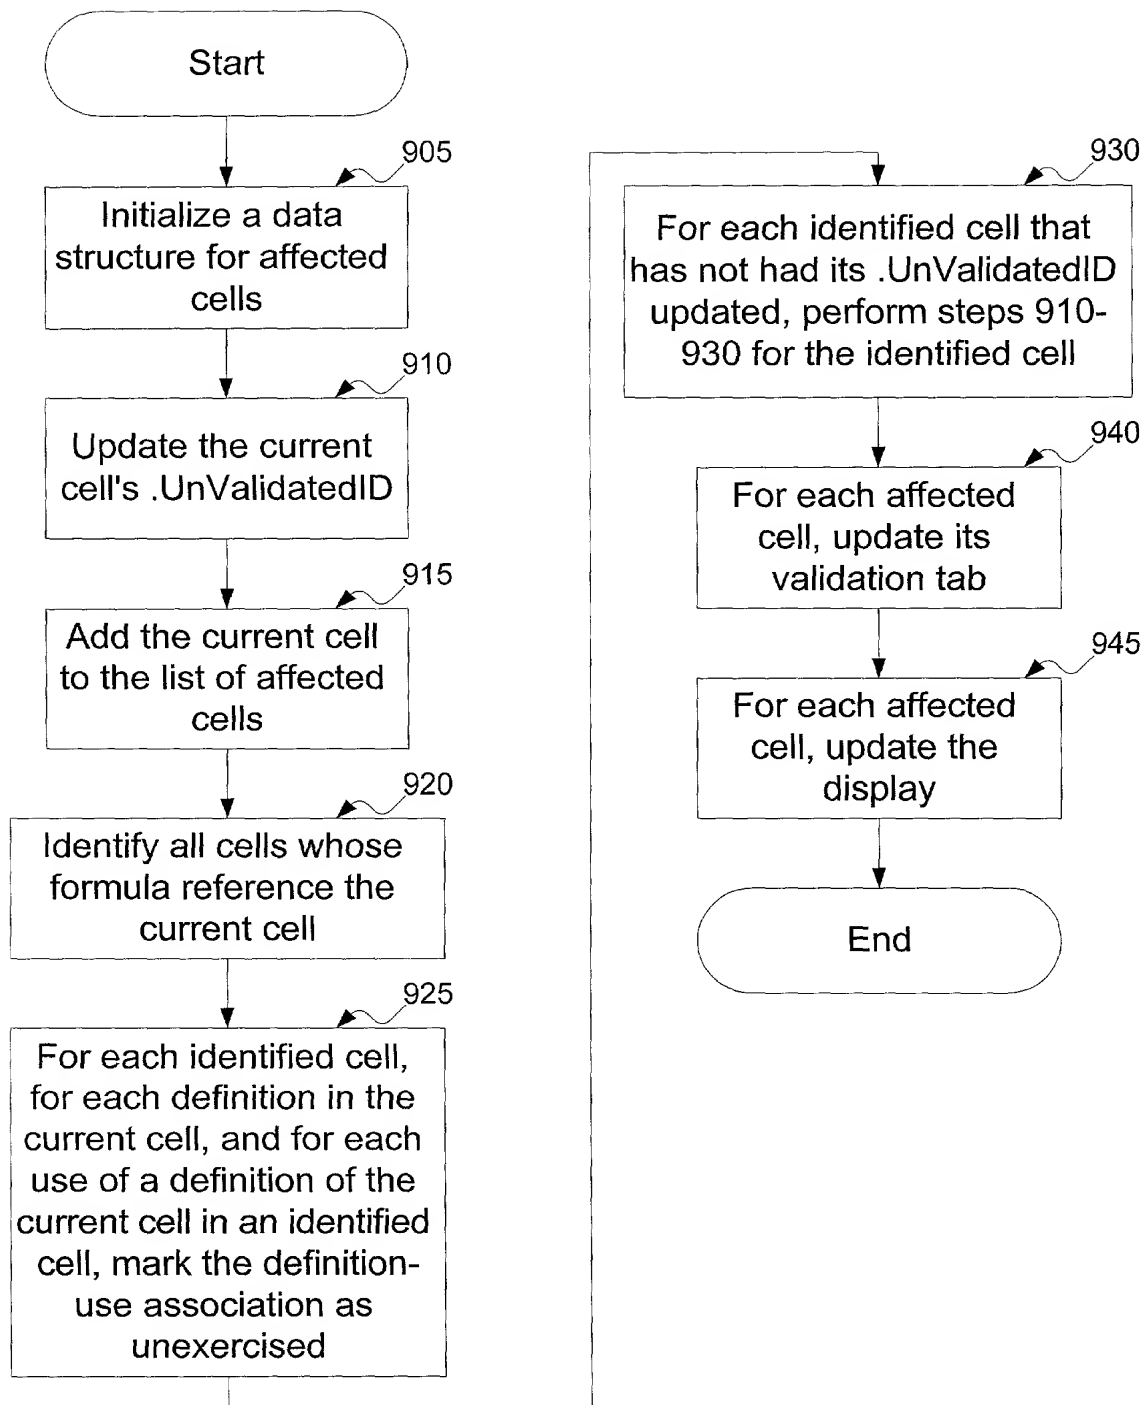 Start
905
Initialize a data
structure for affected
cells
910
Update the current
cell's .UnValidatedID
915
Add the current cell
to the list of affected
cells
920
Identify all cells whose
formula reference the
current cell
925
For each identified cell,
for each definition in the
current cell, and for each
use of a definition of the
current cell in an identified
cell, mark the definition-
use association as
unexercised
930
For each identified cell that
has not had its .UnValidatedID
updated, perform steps 910-
930 for the identified cell
940
For each affected
cell, update its
validation tab
945
For each affected
cell, update the
display
End